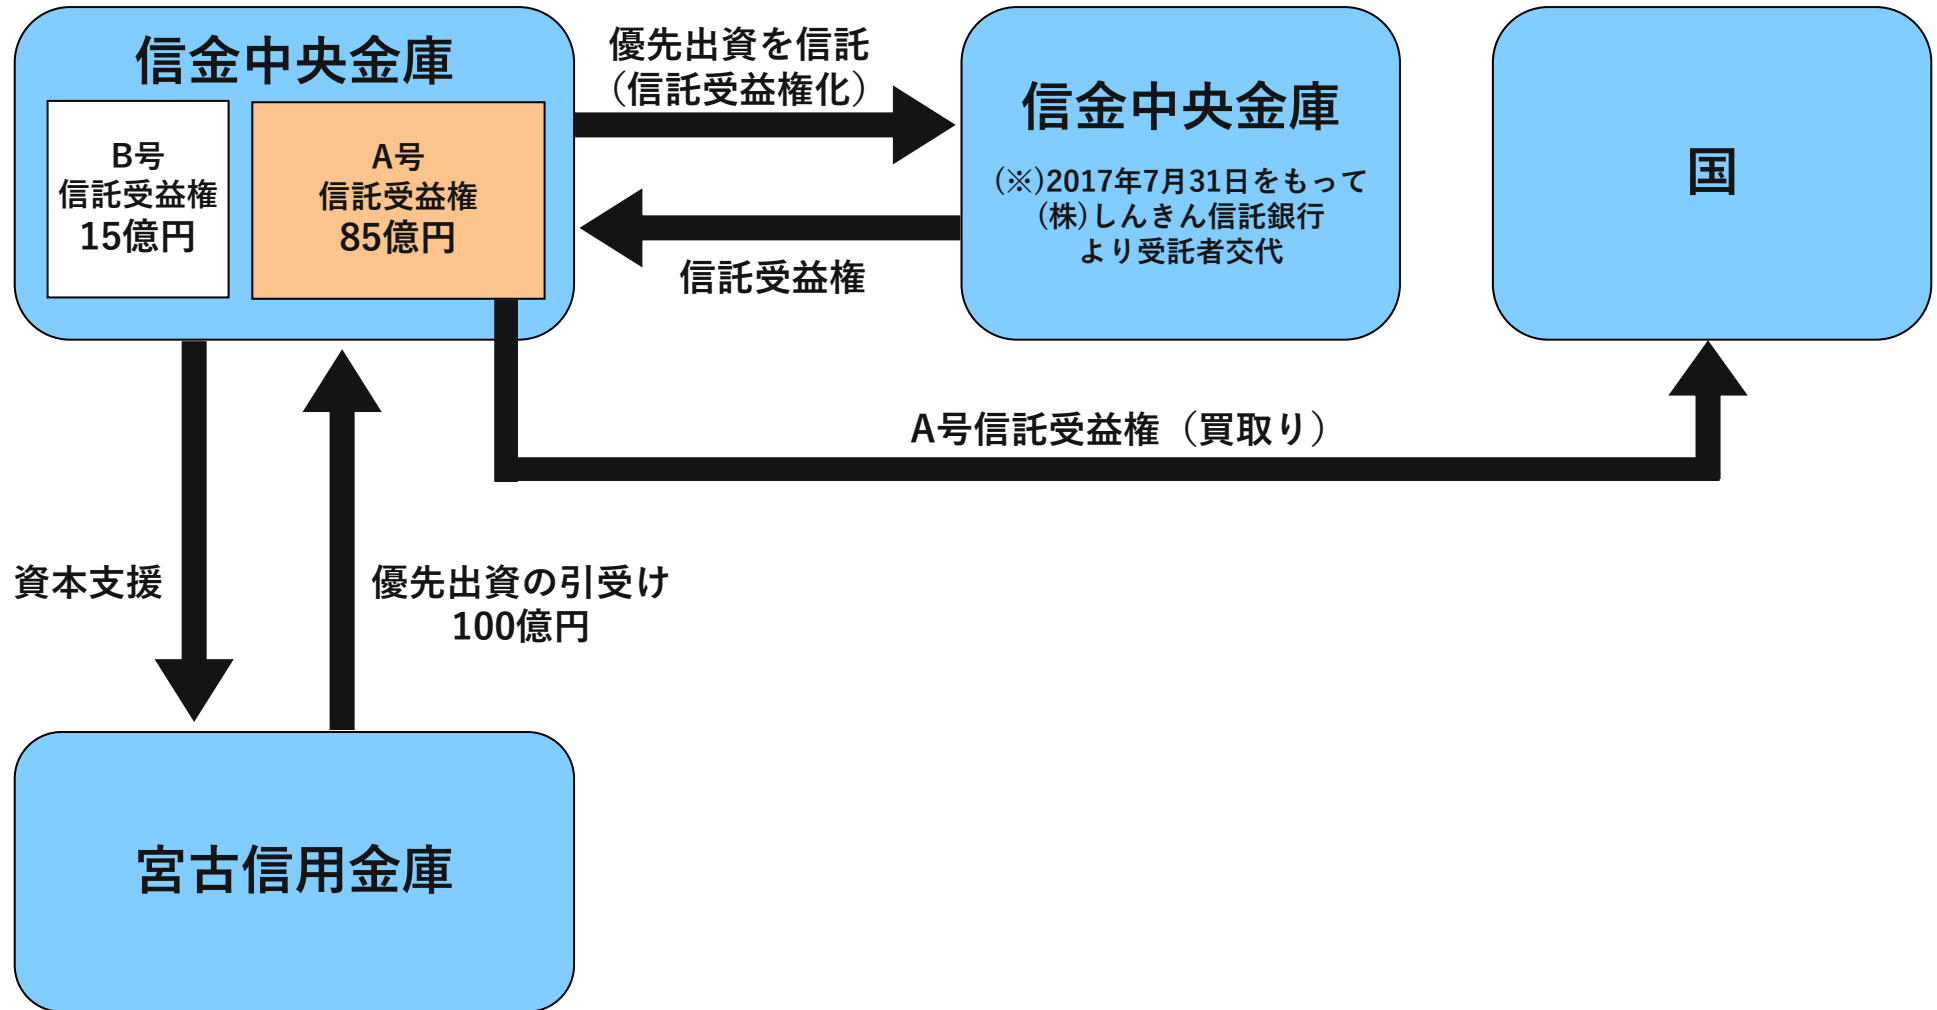 信金中央金庫
B号
信託受益権
15億円
A号
信託受益権
85億円
優先出資を信託
（信託受益権化）
信託受益権
信金中央金庫
(※)2017年7月31日をもって
(株)しんきん信託銀行
より受託者交代
国
A号信託受益権（買取り）
資本支援
優先出資の引受け
100億円
宮古信用金庫